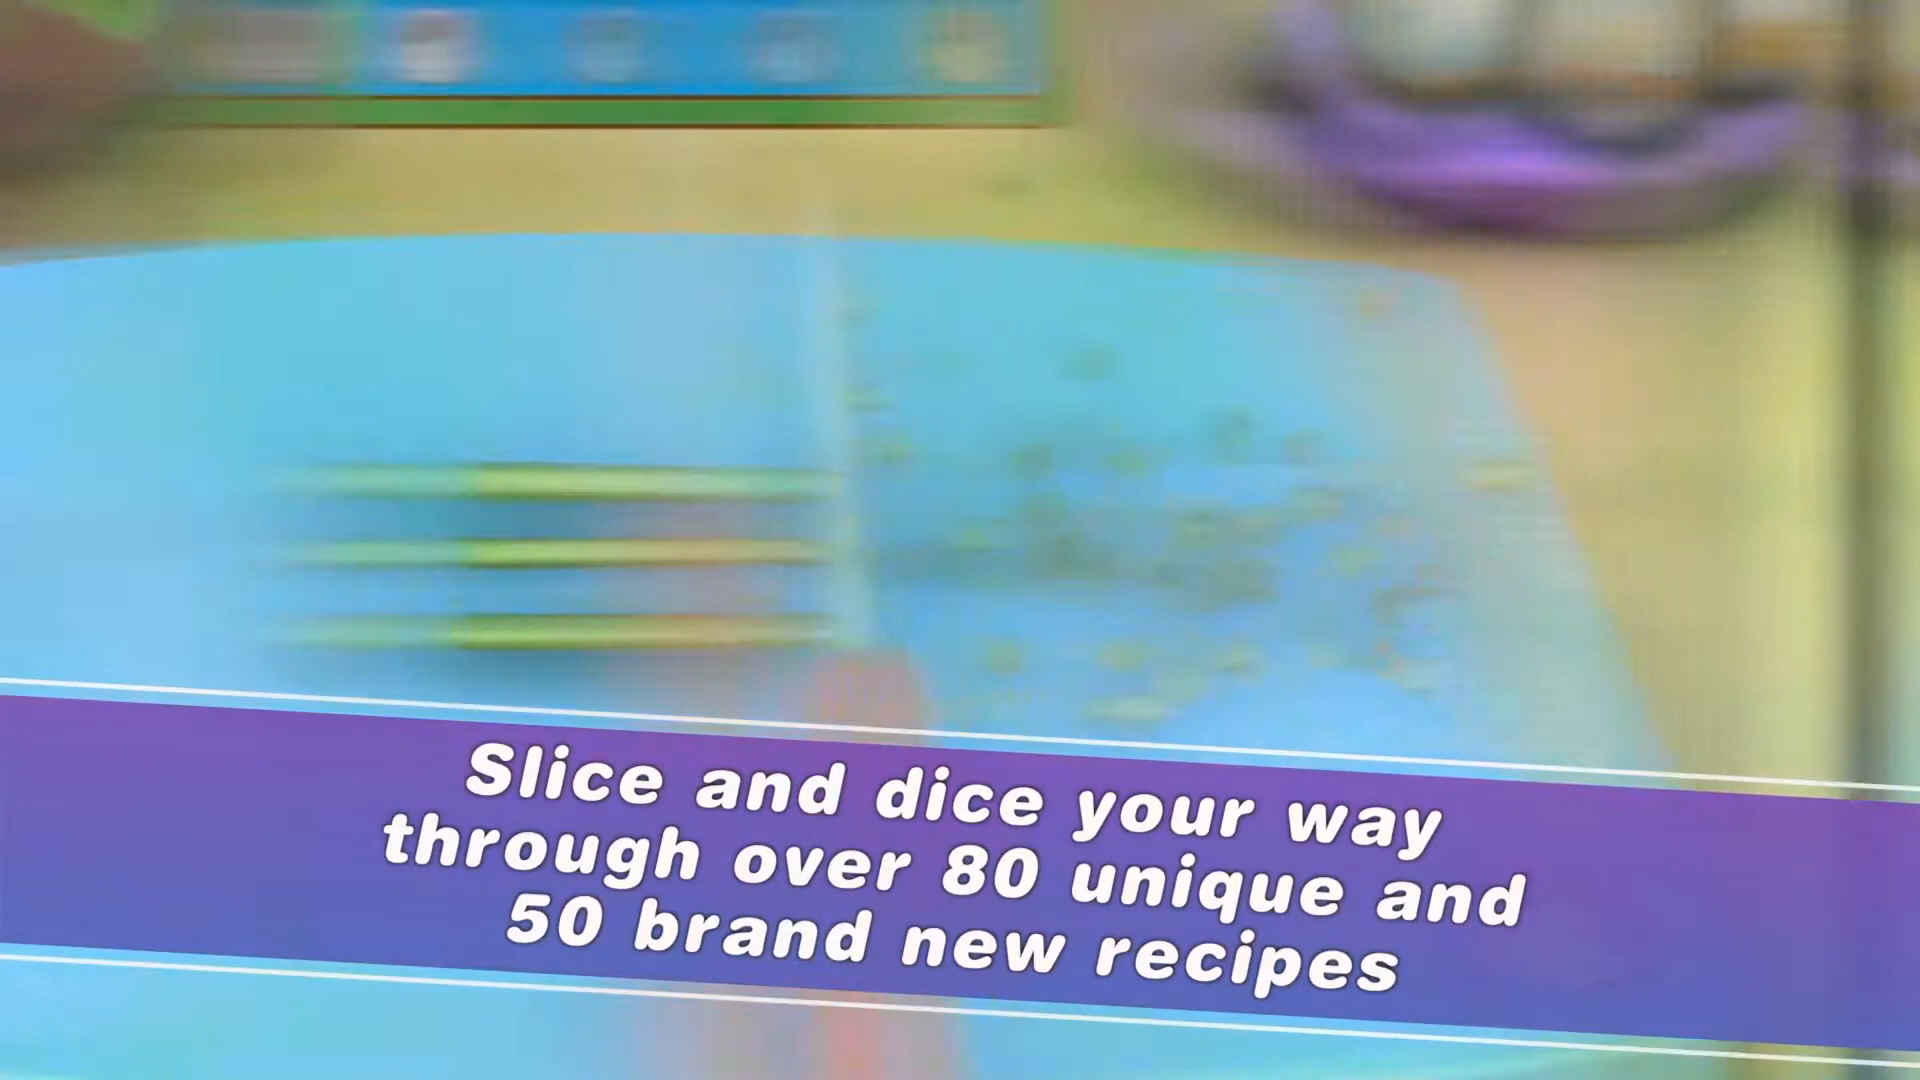 Slice and dice your way
through over 80 unique and
50 brand new recipes